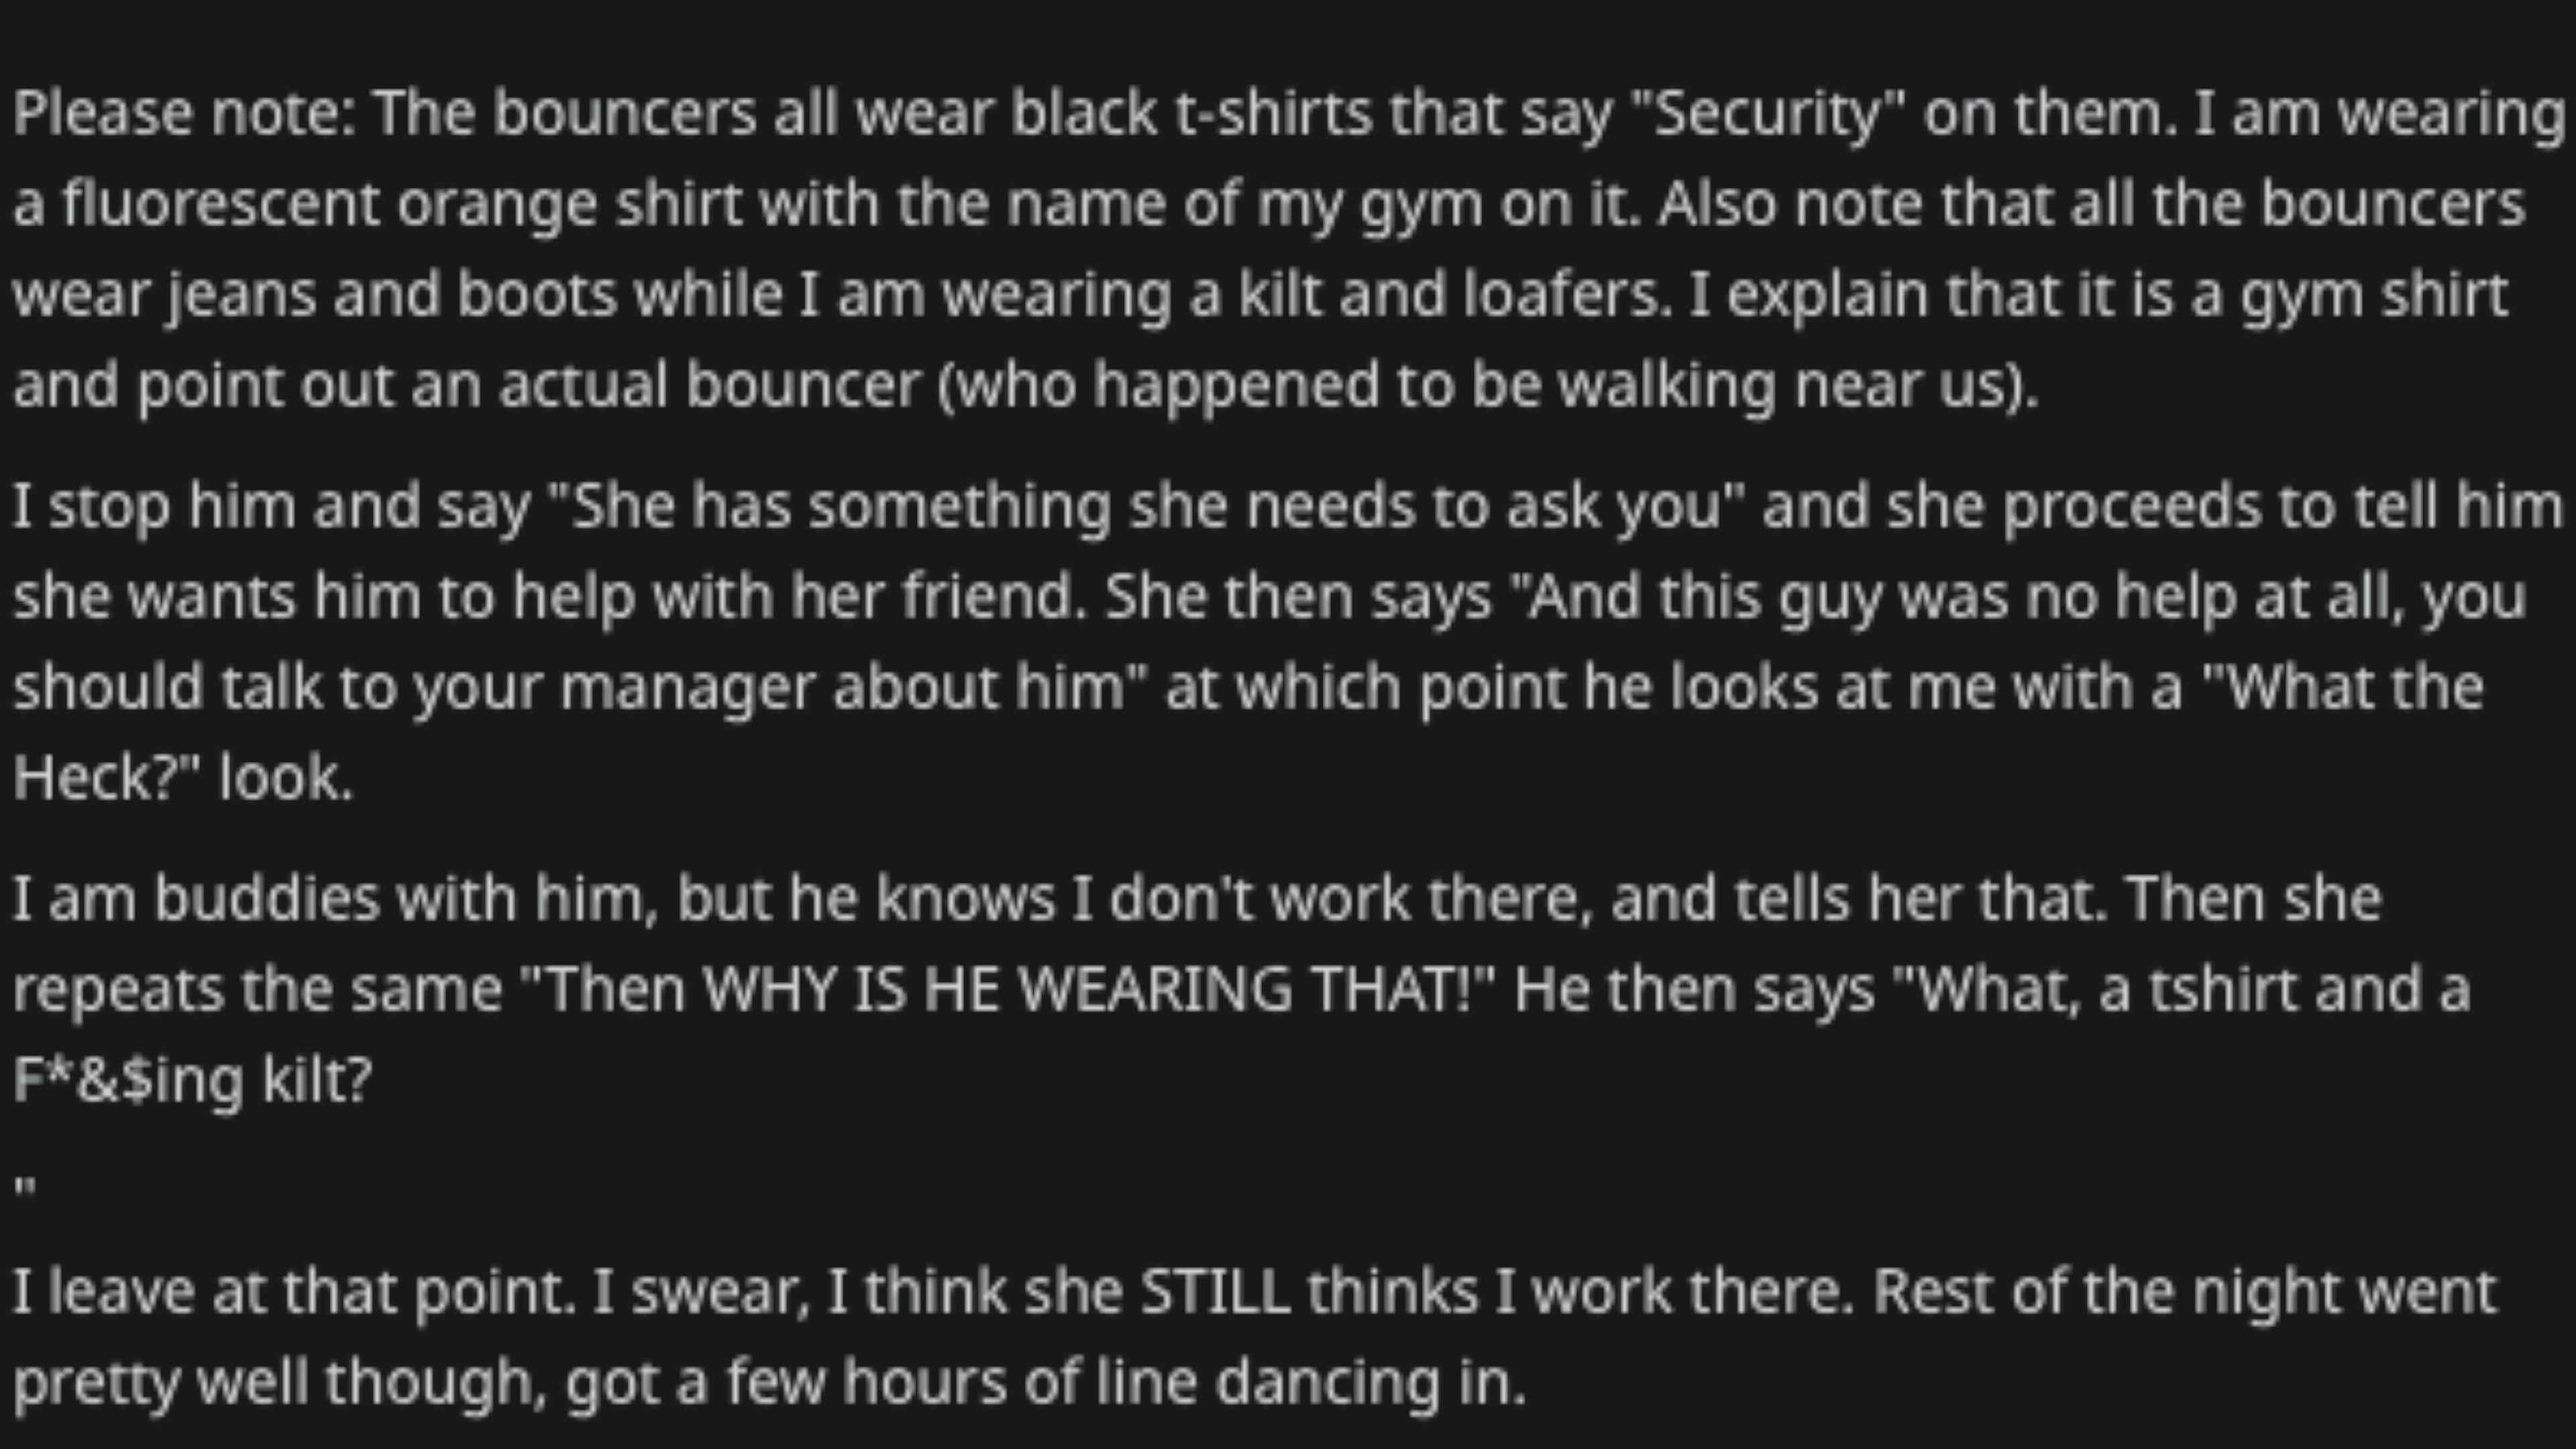 Please note: The bouncers all wear black t-shirts that say "Security" on them. I am wearing
a fluorescent orange shirt with the name of my gym on it. Also note that all the bouncers
wear jeans and boots while I am wearing a kilt and loafers. I explain that it is a gym shirt
and point out an actual bouncer (who happened to be walking near us).
I stop him and say "She has something she needs to ask you" and she proceeds to tell him
she wants him to help with her friend. She then says "And this guy was no help at all, you
should talk to your manager about him" at which point he looks at me with a "What the
Heck?" look.
I am buddies with him, but he knows I don't work there, and tells her that. Then she
repeats the same "Then WHY IS HE WEARING THAT!" He then says "What, a tshirt and a
F*&$ing kilt?
"
I leave at that point. I swear, I think she STILL thinks I work there. Rest of the night went
pretty well though, got a few hours of line dancing in.